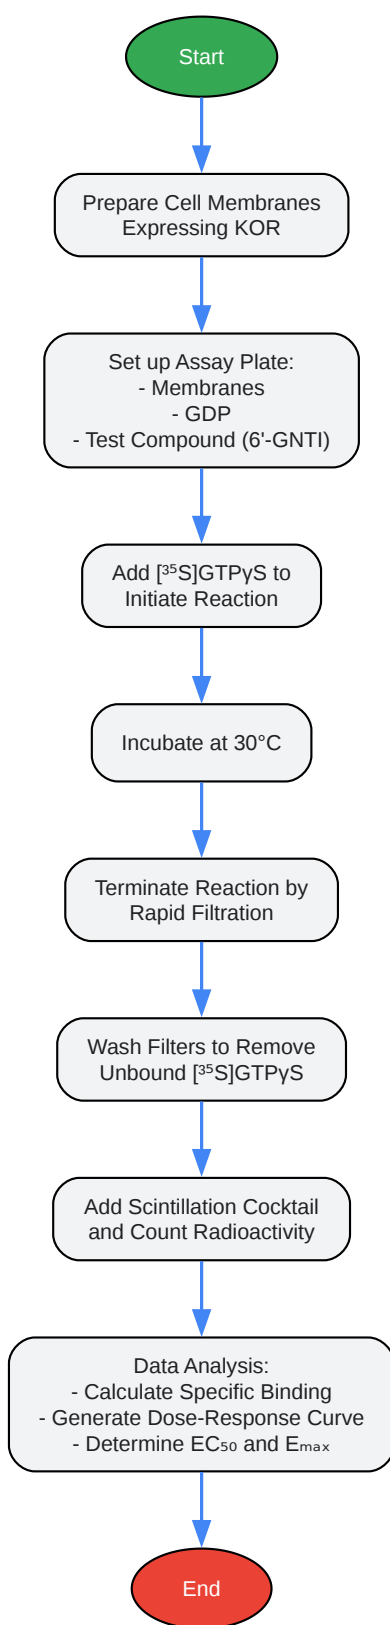 Start
Prepare Cell Membranes
Expressing KOR
Set up Assay Plate:
- Membranes
- GDP
- Test Compound (6'-GNTI)
Add [³⁵S]GTPγS to
Initiate Reaction
Incubate at 30°C
Terminate Reaction by
Rapid Filtration
Wash Filters to Remove
Unbound [³⁵S]GTPγS
Add Scintillation Cocktail
and Count Radioactivity
Data Analysis:
- Calculate Specific Binding
- Generate Dose-Response Curve
- Determine EC₅₀ and Eₘₐₓ
End